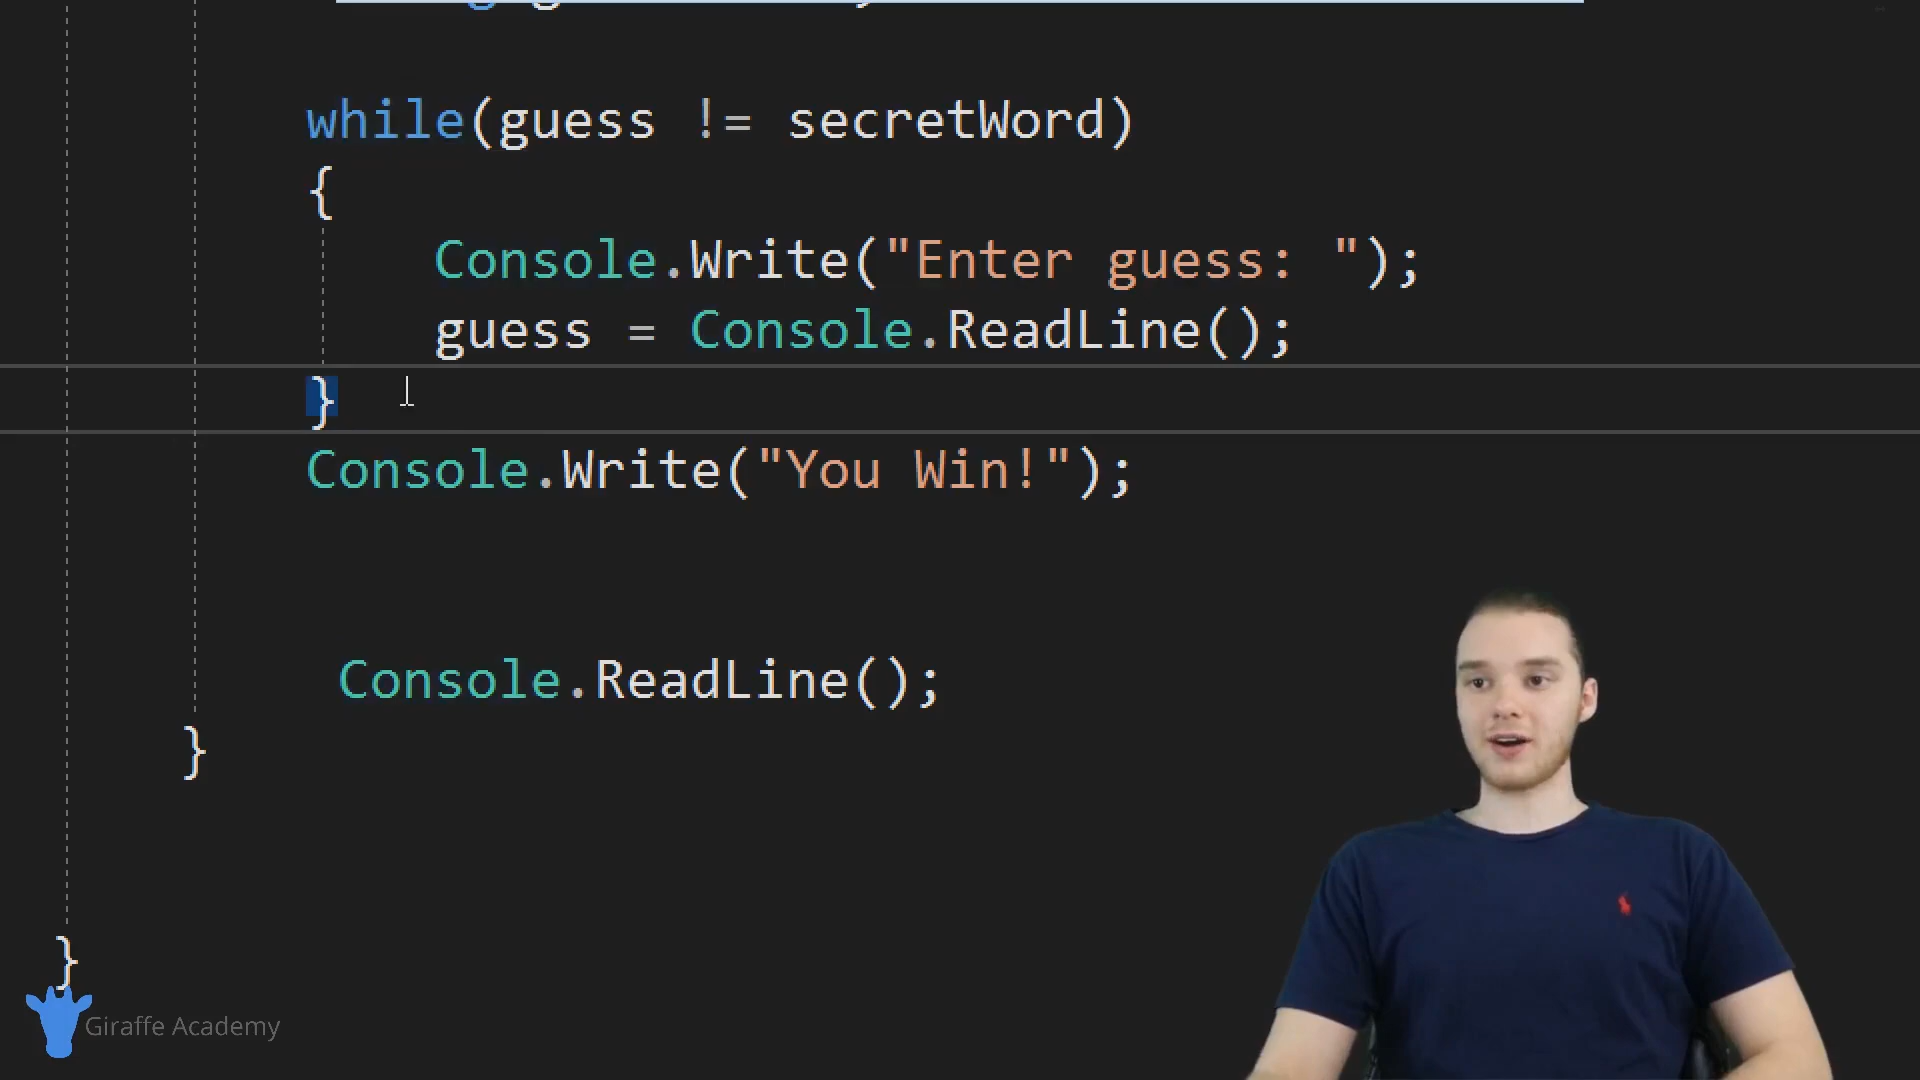 while(guess != secretWord)
{
Console.Write("Enter guess: ");
guess = Console.ReadLine();
}
Console.Write("You Win!");
Console.ReadLine();
}
}
Giraffe Academy